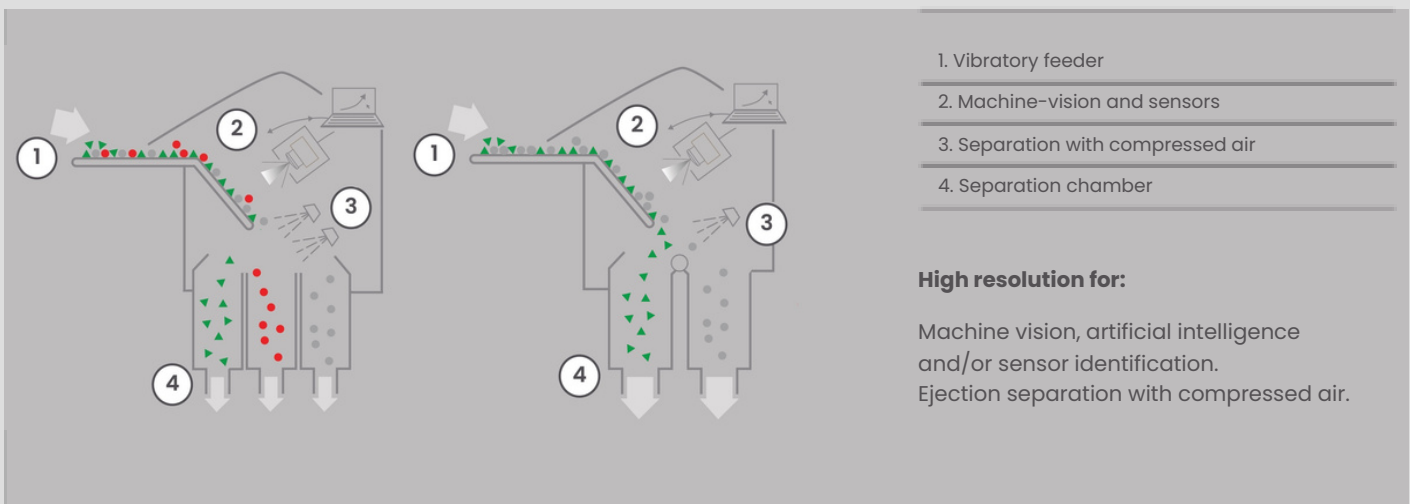 1
2
3
4
1
2
3
4
1. Vibratory feeder
2. Machine-vision and sensors
3. Separation with compressed air
4. Separation chamber
High resolution for:
Machine vision, artificial intelligence
and/or sensor identification.
Ejection separation with compressed air.